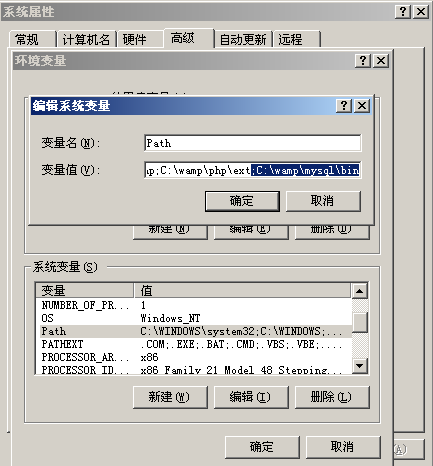 系统属性
常规 计算机名 硬件 高级 自动更新 远程
环境变量
编辑系统变量
变量名(N): Path
变量值(V): ;C:\wamp\php\ext;C:\wamp\mysql\bin
确定 取消
新建(N) 编辑(E) 删除(D)
系统变量(S)
变量 值
NUMBER_OF_PR... 1
OS Windows_NT
Path C:\WINDOWS\system32;C:\WINDOWS;...
PATHEXT .COM;.EXE;.BAT;.CMD;.VBS;.VBE;....
PROCESSOR_AR... x86
PROCESSOR_ID... x86 Family 21 Model 48 Stepping...
新建(W) 编辑(I) 删除(L)
确定 取消
(A)